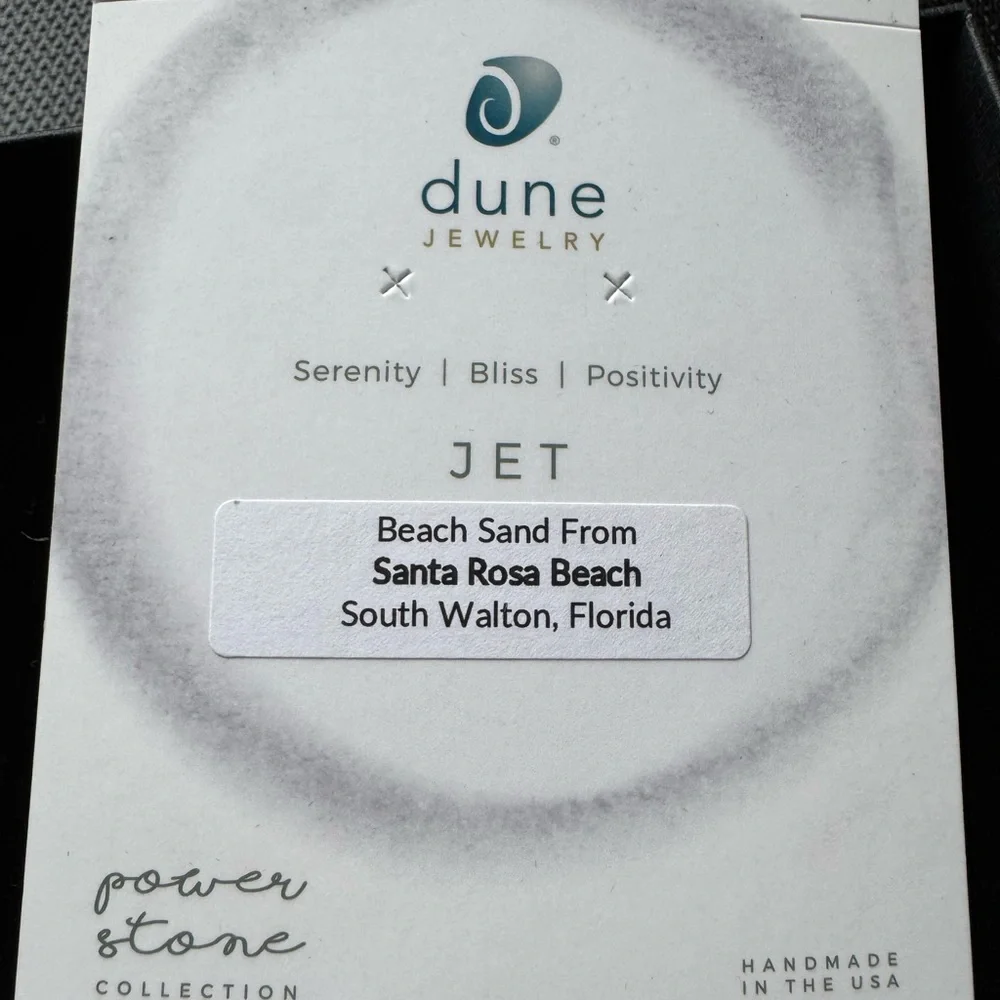 ®
dune
JEWELRY
Serenity | Bliss | Positivity
JET
Beach Sand From
Santa Rosa Beach
South Walton, Florida
power
stone
COLLECTION
HANDMADE
IN THE USA